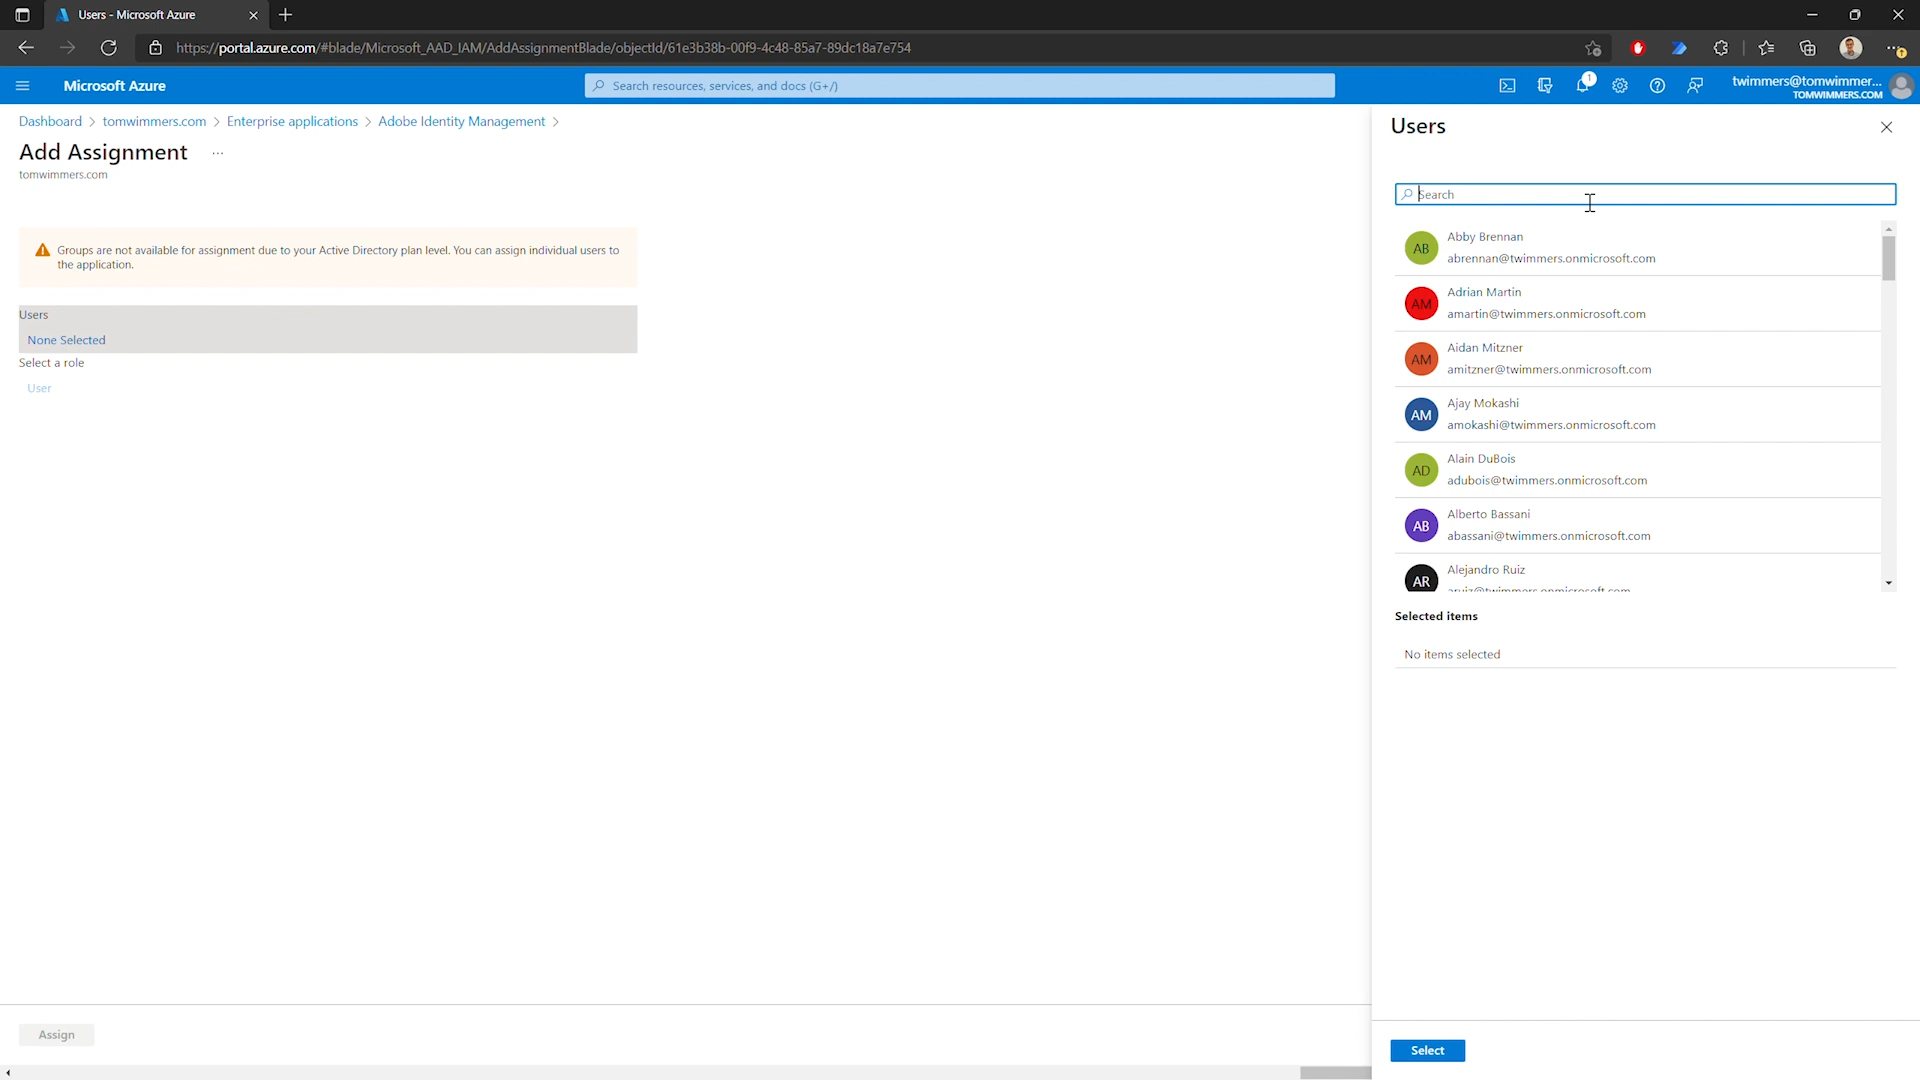 Users - Microsoft Azure
https://portal.azure.com/#blade/Microsoft_AAD_IAM/AddAssignmentBlade/objectId/61e3b38b-00f9-4c48-85a7-89dc18a7e754
Microsoft Azure
Search resources, services, and docs (G+/)
1
twimmers@tomwimmer...
TOMWIMMERS.COM
Dashboard > tomwimmers.com > Enterprise applications > Adobe Identity Management >
Add Assignment ...
tomwimmers.com
Groups are not available for assignment due to your Active Directory plan level. You can assign individual users to
the application.
Users
None Selected
Select a role
User
Assign
Users
Search
AB
Abby Brennan
abrennan@twimmers.onmicrosoft.com
AM
Adrian Martin
amartin@twimmers.onmicrosoft.com
AM
Aidan Mitzner
amitzner@twimmers.onmicrosoft.com
AM
Ajay Mokashi
amokashi@twimmers.onmicrosoft.com
AD
Alain DuBois
adubois@twimmers.onmicrosoft.com
AB
Alberto Bassani
abassani@twimmers.onmicrosoft.com
AR
Alejandro Ruiz
aruiz@twimmers.onmicrosoft.com
Selected items
No items selected
Select